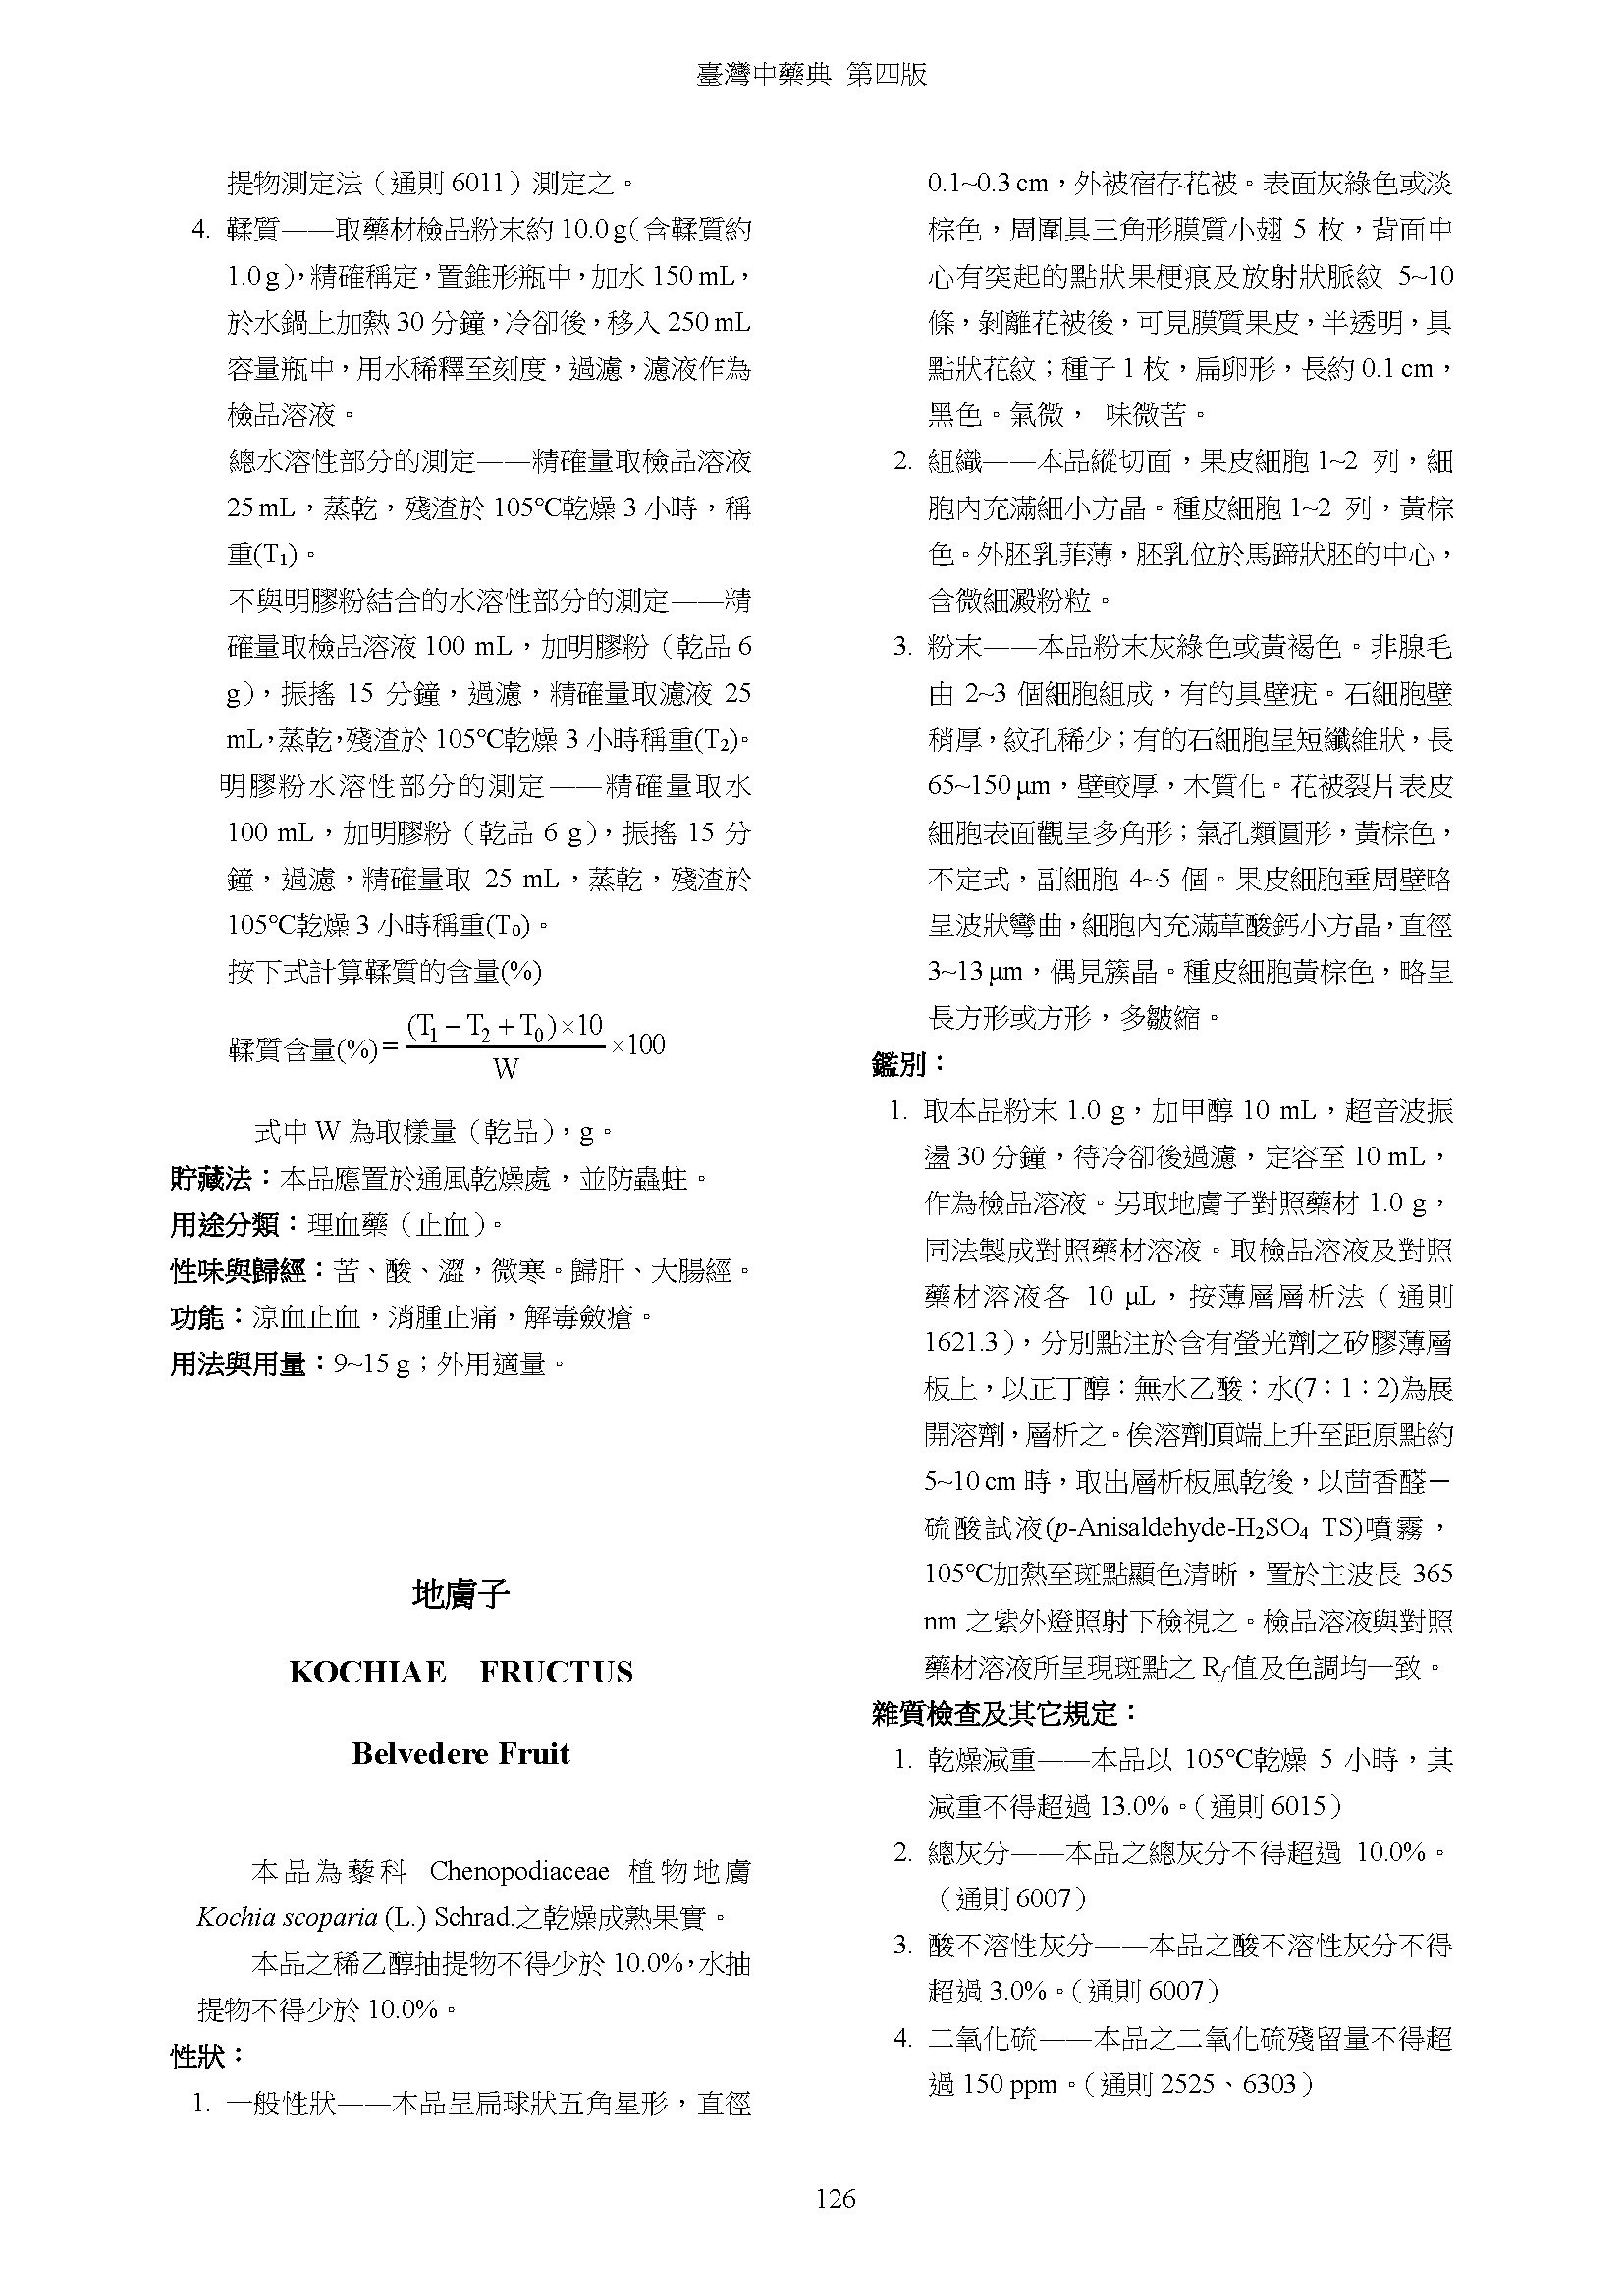 臺灣中藥典 第四版
提物測定法（通則 6011）測定之。
4. 鞣質——取藥材檢品粉末約 10.0 g（含鞣質約
1.0 g），精確稱定，置錐形瓶中，加水 150 mL，
於水鍋上加熱 30 分鐘，冷卻後，移入 250 mL
容量瓶中，用水稀釋至刻度，過濾，濾液作為
檢品溶液。
總水溶性部分的測定——精確量取檢品溶液
25 mL，蒸乾，殘渣於 105℃乾燥 3 小時，稱
重(T₁)。
不與明膠粉結合的水溶性部分的測定——精
確量取檢品溶液 100 mL，加明膠粉（乾品 6
g），振搖 15 分鐘，過濾，精確量取濾液 25
mL，蒸乾，殘渣於 105℃乾燥 3 小時稱重(T₂)。
明膠粉水溶性部分的測定——精確量取水
100 mL，加明膠粉（乾品 6 g），振搖 15 分
鐘，過濾，精確量取 25 mL，蒸乾，殘渣於
105℃乾燥 3 小時稱重(T₀)。
按下式計算鞣質的含量(%)
鞣質含量(%)= (T₁－T₂＋T₀)×10 / W ×100
式中 W 為取樣量（乾品），g。
貯藏法：本品應置於通風乾燥處，並防蟲蛀。
用途分類：理血藥（止血）。
性味與歸經：苦、酸、澀，微寒。歸肝、大腸經。
功能：涼血止血，消腫止痛，解毒斂瘡。
用法與用量：9~15 g；外用適量。
地膚子
KOCHIAE FRUCTUS
Belvedere Fruit
本品為藜科 Chenopodiaceae 植物地膚
Kochia scoparia (L.) Schrad.之乾燥成熟果實。
本品之稀乙醇抽提物不得少於 10.0%，水抽
提物不得少於 10.0%。
性狀：
1. 一般性狀——本品呈扁球狀五角星形，直徑
0.1~0.3 cm，外被宿存花被。表面灰綠色或淡
棕色，周圍具三角形膜質小翅 5 枚，背面中
心有突起的點狀果梗痕及放射狀脈紋 5~10
條，剝離花被後，可見膜質果皮，半透明，具
點狀花紋；種子 1 枚，扁卵形，長約 0.1 cm，
黑色。氣微， 味微苦。
2. 組織——本品縱切面，果皮細胞 1~2 列，細
胞內充滿細小方晶。種皮細胞 1~2 列，黃棕
色。外胚乳菲薄，胚乳位於馬蹄狀胚的中心，
含微細澱粉粒。
3. 粉末——本品粉末灰綠色或黃褐色。非腺毛
由 2~3 個細胞組成，有的具壁疣。石細胞壁
稍厚，紋孔稀少；有的石細胞呈短纖維狀，長
65~150 μm，壁較厚，木質化。花被裂片表皮
細胞表面觀呈多角形；氣孔類圓形，黃棕色，
不定式，副細胞 4~5 個。果皮細胞垂周壁略
呈波狀彎曲，細胞內充滿草酸鈣小方晶，直徑
3~13 μm，偶見簇晶。種皮細胞黃棕色，略呈
長方形或方形，多皺縮。
鑑別：
1. 取本品粉末 1.0 g，加甲醇 10 mL，超音波振
盪 30 分鐘，待冷卻後過濾，定容至 10 mL，
作為檢品溶液。另取地膚子對照藥材 1.0 g，
同法製成對照藥材溶液。取檢品溶液及對照
藥材溶液各 10 μL，按薄層層析法（通則
1621.3），分別點注於含有螢光劑之矽膠薄層
板上，以正丁醇：無水乙酸：水(7：1：2)為展
開溶劑，層析之。俟溶劑頂端上升至距原點約
5~10 cm 時，取出層析板風乾後，以茴香醛－
硫酸試液(p-Anisaldehyde-H₂SO₄ TS)噴霧，
105℃加熱至斑點顯色清晰，置於主波長 365
nm 之紫外燈照射下檢視之。檢品溶液與對照
藥材溶液所呈現斑點之 Rf值及色調均一致。
雜質檢查及其它規定：
1. 乾燥減重——本品以 105℃乾燥 5 小時，其
減重不得超過 13.0%。（通則 6015）
2. 總灰分——本品之總灰分不得超過 10.0%。
（通則 6007）
3. 酸不溶性灰分——本品之酸不溶性灰分不得
超過 3.0%。（通則 6007）
4. 二氧化硫——本品之二氧化硫殘留量不得超
過 150 ppm。（通則 2525、6303）
126